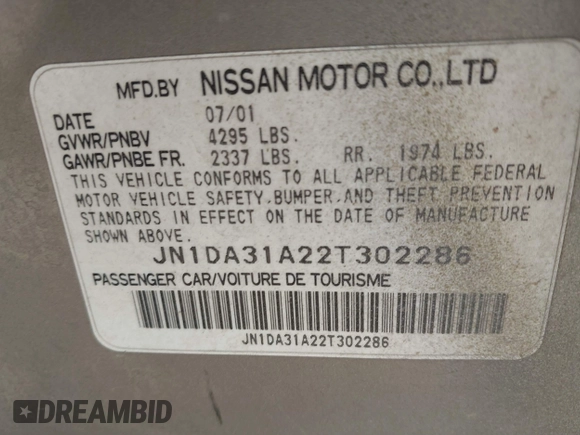 MFD.BY NISSAN MOTOR CO.,LTD
DATE 07/01
GVWR/PNBV 4295 LBS.
GAWR/PNBE FR. 2337 LBS. RR. 1974 LBS.
THIS VEHICLE CONFORMS TO ALL APPLICABLE FEDERAL
MOTOR VEHICLE SAFETY,BUMPER,AND THEFT PREVENTION
STANDARDS IN EFFECT ON THE DATE OF MANUFACTURE
SHOWN ABOVE.
JN1DA31A22T302286
PASSENGER CAR/VOITURE DE TOURISME
JN1DA31A22T302286
DREAMBID